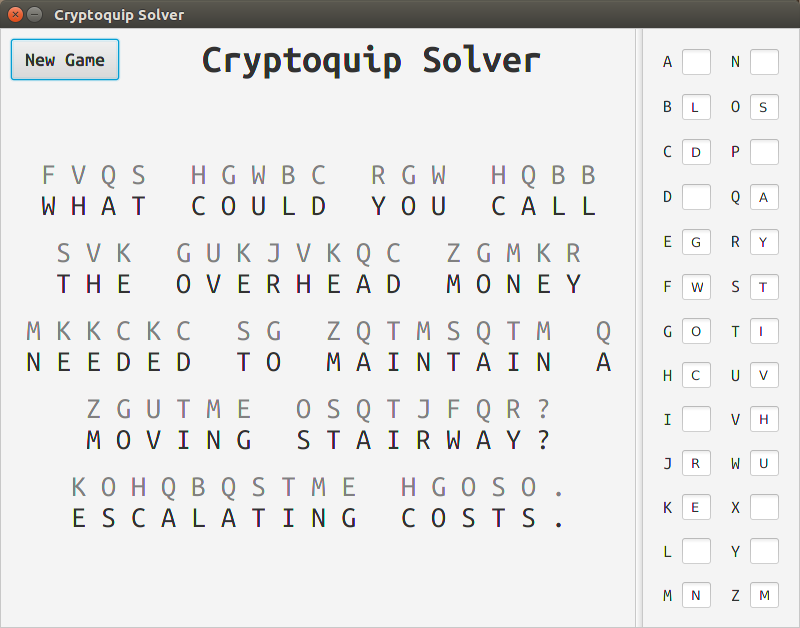 Cryptoquip Solver
New Game
Cryptoquip Solver
F V Q S H G W B C R G W H Q B B
W H A T C O U L D Y O U C A L L
S V K G U K J V K Q C Z G M K R
T H E O V E R H E A D M O N E Y
M K K C K C S G Z Q T M S Q T M Q
N E E D E D T O M A I N T A I N A
Z G U T M E O S Q T J F Q R ?
M O V I N G S T A I R W A Y ?
K O H Q B Q S T M E H G O S O .
E S C A L A T I N G C O S T S .
A N
B L O S
C D P
D Q A
E G R Y
F W S T
G O T I
H C U V
I V H
J R W U
K E X
L Y
M N Z M